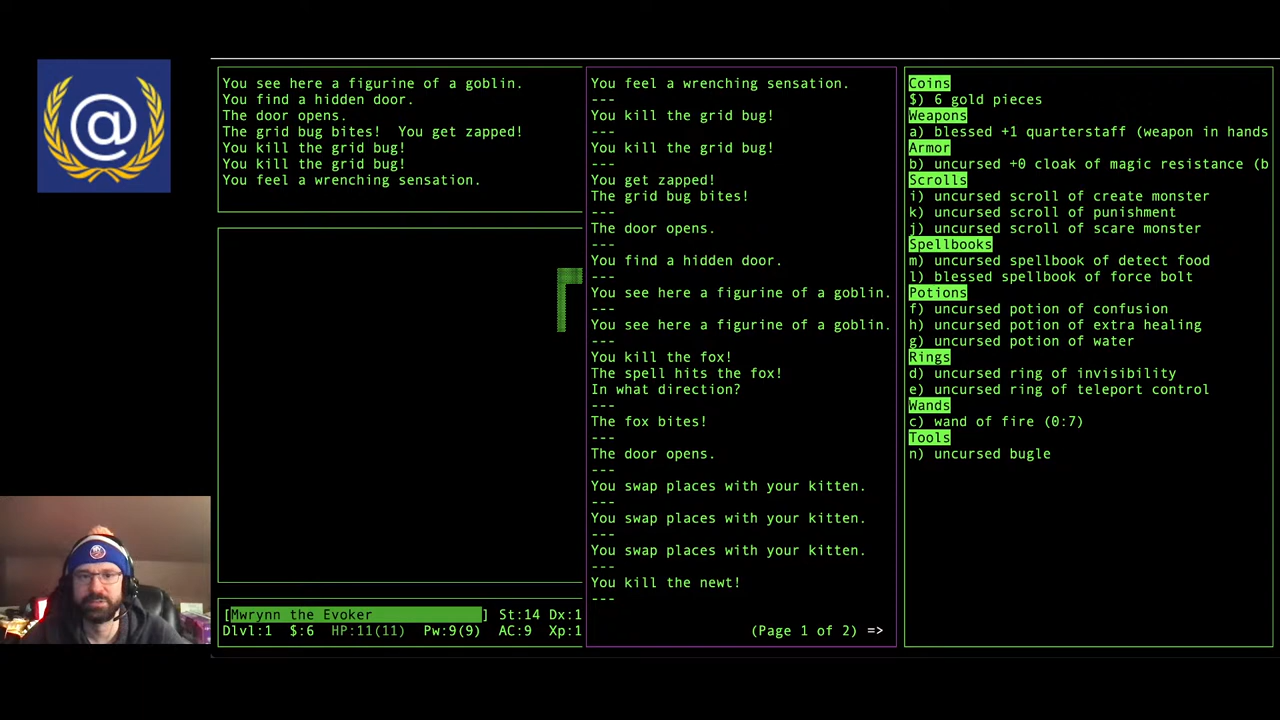 @
You see here a figurine of a goblin.
You find a hidden door.
The door opens.
The grid bug bites!  You get zapped!
You kill the grid bug!
You kill the grid bug!
You feel a wrenching sensation.
[Mwrynn the Evoker ] St:14 Dx:1
Dlvl:1 $:6 HP:11(11) Pw:9(9) AC:9 Xp:1
You feel a wrenching sensation.
---
You kill the grid bug!
---
You kill the grid bug!
---
You get zapped!
The grid bug bites!
---
The door opens.
---
You find a hidden door.
---
You see here a figurine of a goblin.
---
You see here a figurine of a goblin.
---
You kill the fox!
The spell hits the fox!
In what direction?
---
The fox bites!
---
The door opens.
---
You swap places with your kitten.
---
You swap places with your kitten.
---
You swap places with your kitten.
---
You kill the newt!
---
(Page 1 of 2) =>
Coins
$) 6 gold pieces
Weapons
a) blessed +1 quarterstaff (weapon in hands
Armor
b) uncursed +0 cloak of magic resistance (b
Scrolls
i) uncursed scroll of create monster
k) uncursed scroll of punishment
j) uncursed scroll of scare monster
Spellbooks
m) uncursed spellbook of detect food
l) blessed spellbook of force bolt
Potions
f) uncursed potion of confusion
h) uncursed potion of extra healing
g) uncursed potion of water
Rings
d) uncursed ring of invisibility
e) uncursed ring of teleport control
Wands
c) wand of fire (0:7)
Tools
n) uncursed bugle